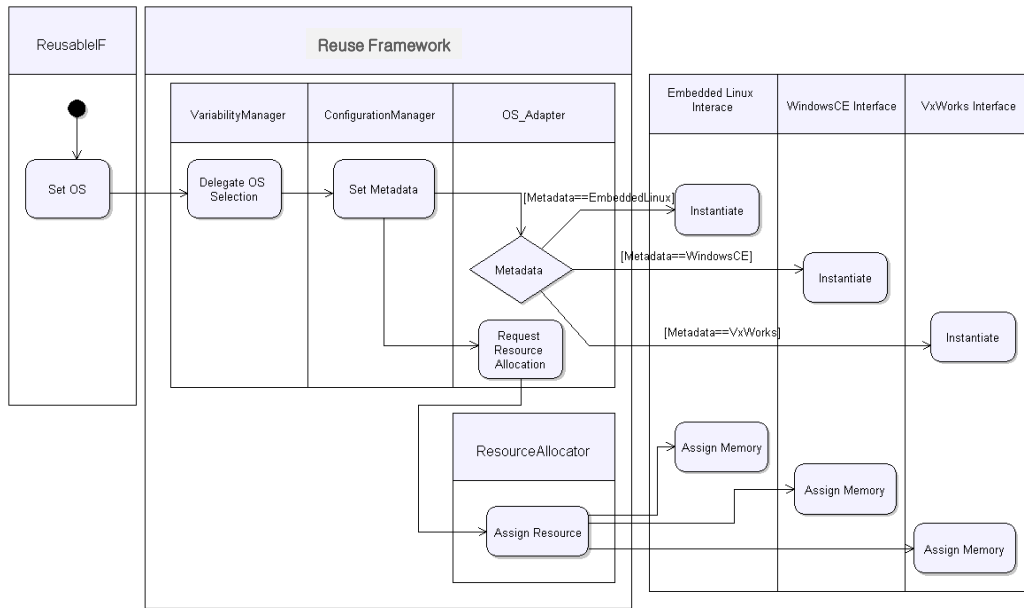 ReusableIF
Reuse Framework
VariabilityManager
ConfigurationManager
OS_Adapter
Embedded Linux
Interace
WindowsCE Interface
VxWorks Interface
Set OS
Delegate OS
Selection
Set Metadata
[Metadata==EmbeddedLinux]
Instantiate
Metadata
[Metadata==WindowsCE]
Instantiate
Request
Resource
Allocation
[Metadata==VxWorks]
Instantiate
ResourceAllocator
Assign Memory
Assign Memory
Assign Resource
Assign Memory